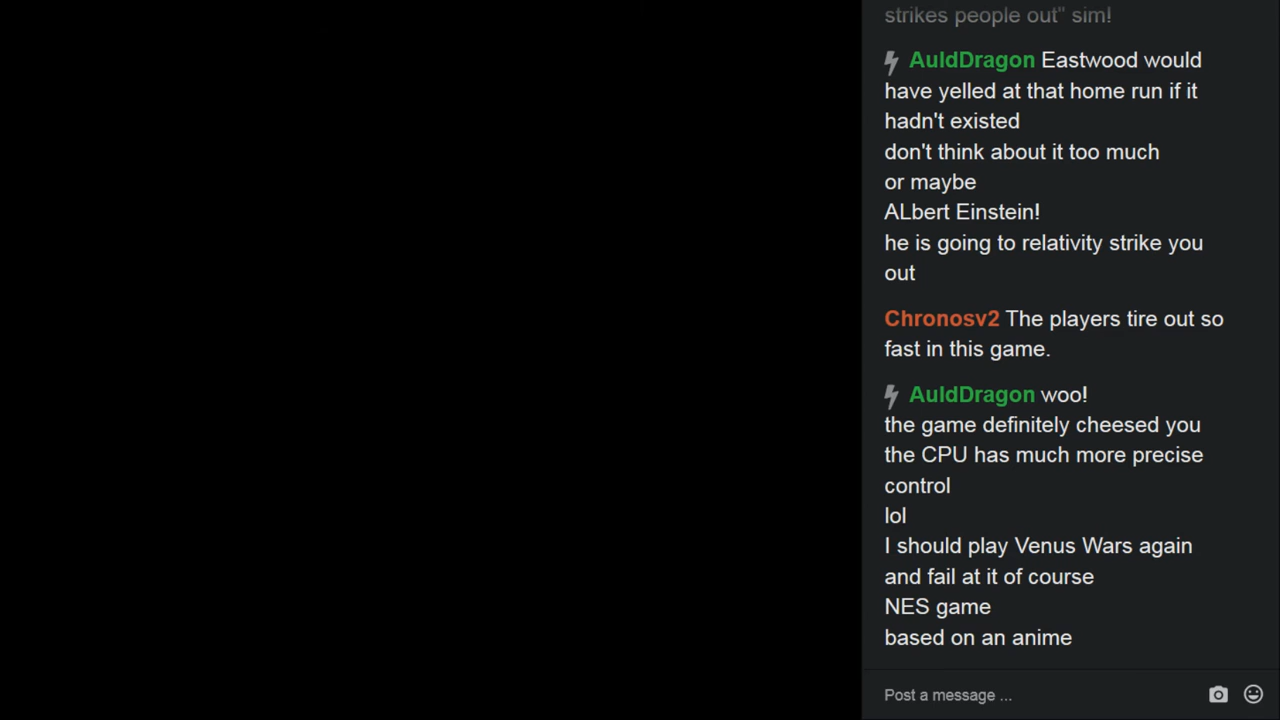 strikes people out" sim!
AuldDragon Eastwood would
have yelled at that home run if it
hadn't existed
don't think about it too much
or maybe
ALbert Einstein!
he is going to relativity strike you
out
Chronosv2 The players tire out so
fast in this game.
AuldDragon woo!
the game definitely cheesed you
the CPU has much more precise
control
lol
I should play Venus Wars again
and fail at it of course
NES game
based on an anime
Post a message ...